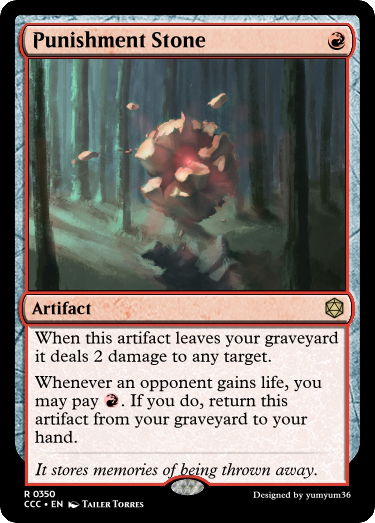 Punishment Stone
Artifact
When this artifact leaves your graveyard
it deals 2 damage to any target.
Whenever an opponent gains life, you
may pay. If you do, return this
artifact from your graveyard to your
hand.
It stores memories of being thrown away.
R 0350
CCC • EN TAILER TORRES
Designed by yumyum36